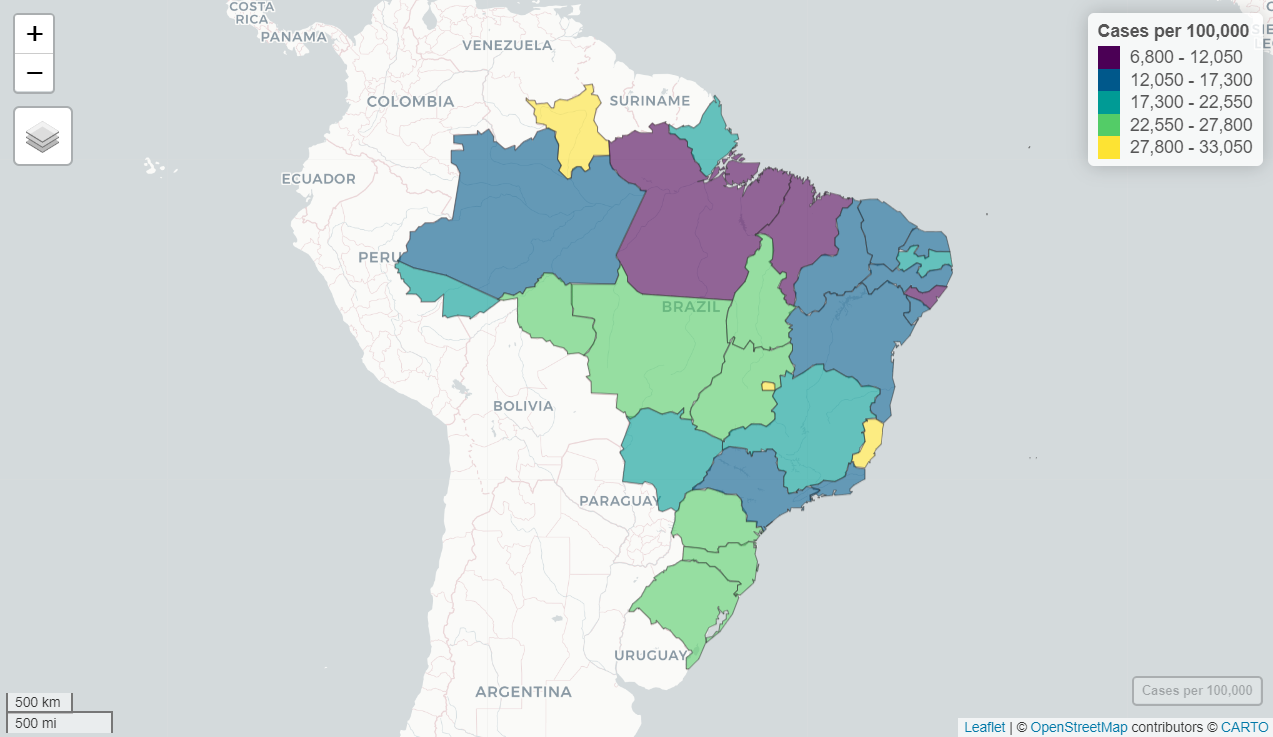 +
−
COSTA
RICA
PANAMA
VENEZUELA
COLOMBIA
SURINAME
ECUADOR
PERU
BRAZIL
BOLIVIA
PARAGUAY
URUGUAY
ARGENTINA
Cases per 100,000
6,800 - 12,050
12,050 - 17,300
17,300 - 22,550
22,550 - 27,800
27,800 - 33,050
500 km
500 mi
Cases per 100,000
Leaflet | © OpenStreetMap contributors © CARTO